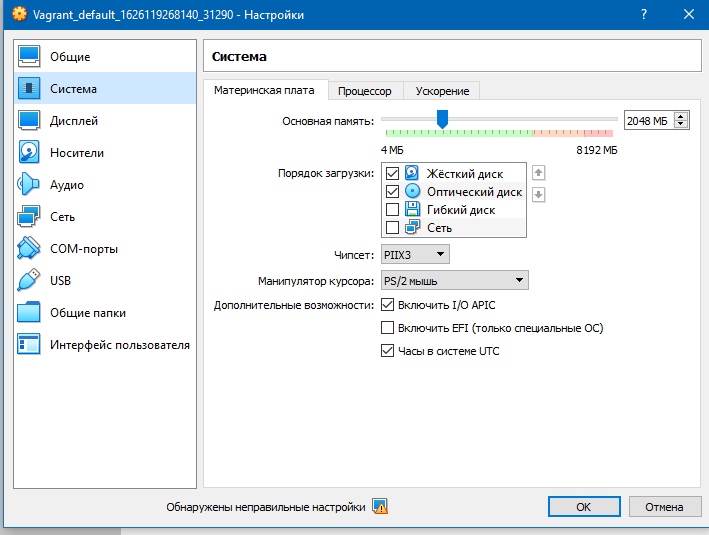 Vagrant_default_1626119268140_31290 - Настройки
?
Общие
Система
Дисплей
Носители
Аудио
Сеть
COM-порты
USB
Общие папки
Интерфейс пользователя
Система
Материнская плата
Процессор
Ускорение
Основная память:
2048 МБ
4 МБ
8192 МБ
Порядок загрузки:
Жёсткий диск
Оптический диск
Гибкий диск
Сеть
Чипсет:
PIIX3
Манипулятор курсора:
PS/2 мышь
Дополнительные возможности:
Включить I/O APIC
Включить EFI (только специальные ОС)
Часы в системе UTC
Обнаружены неправильные настройки
OK
Отмена